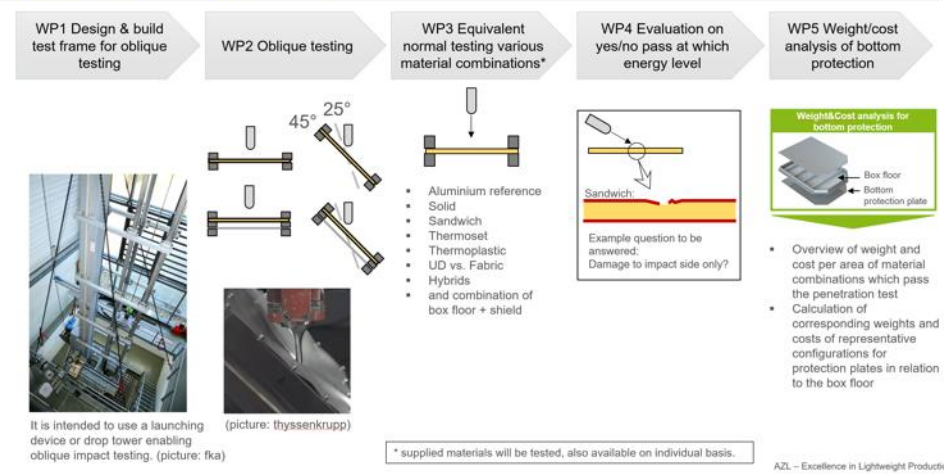 WP1 Design & build
test frame for oblique
testing
WP2 Oblique testing
WP3 Equivalent
normal testing various
material combinations*
WP4 Evaluation on
yes/no pass at which
energy level
WP5 Weight/cost
analysis of bottom
protection
45° 25°
It is intended to use a launching
device or drop tower enabling
oblique impact testing. (picture: fka)
(picture: thyssenkrupp)
▪ Aluminium reference
▪ Solid
▪ Sandwich
▪ Thermoset
▪ Thermoplastic
▪ UD vs. Fabric
▪ Hybrids
▪ and combination of
box floor + shield
Sandwich:
Example question to be
answered:
Damage to impact side only?
Weight&Cost analysis for
bottom protection
Box floor
Bottom
protection plate
▪ Overview of weight and
cost per area of material
combinations which pass
the penetration test
▪ Calculation of
corresponding weights and
costs of representative
configurations for
protection plates in relation
to the box floor
* supplied materials will be tested, also available on individual basis.
AZL – Excellence in Lightweight Productio